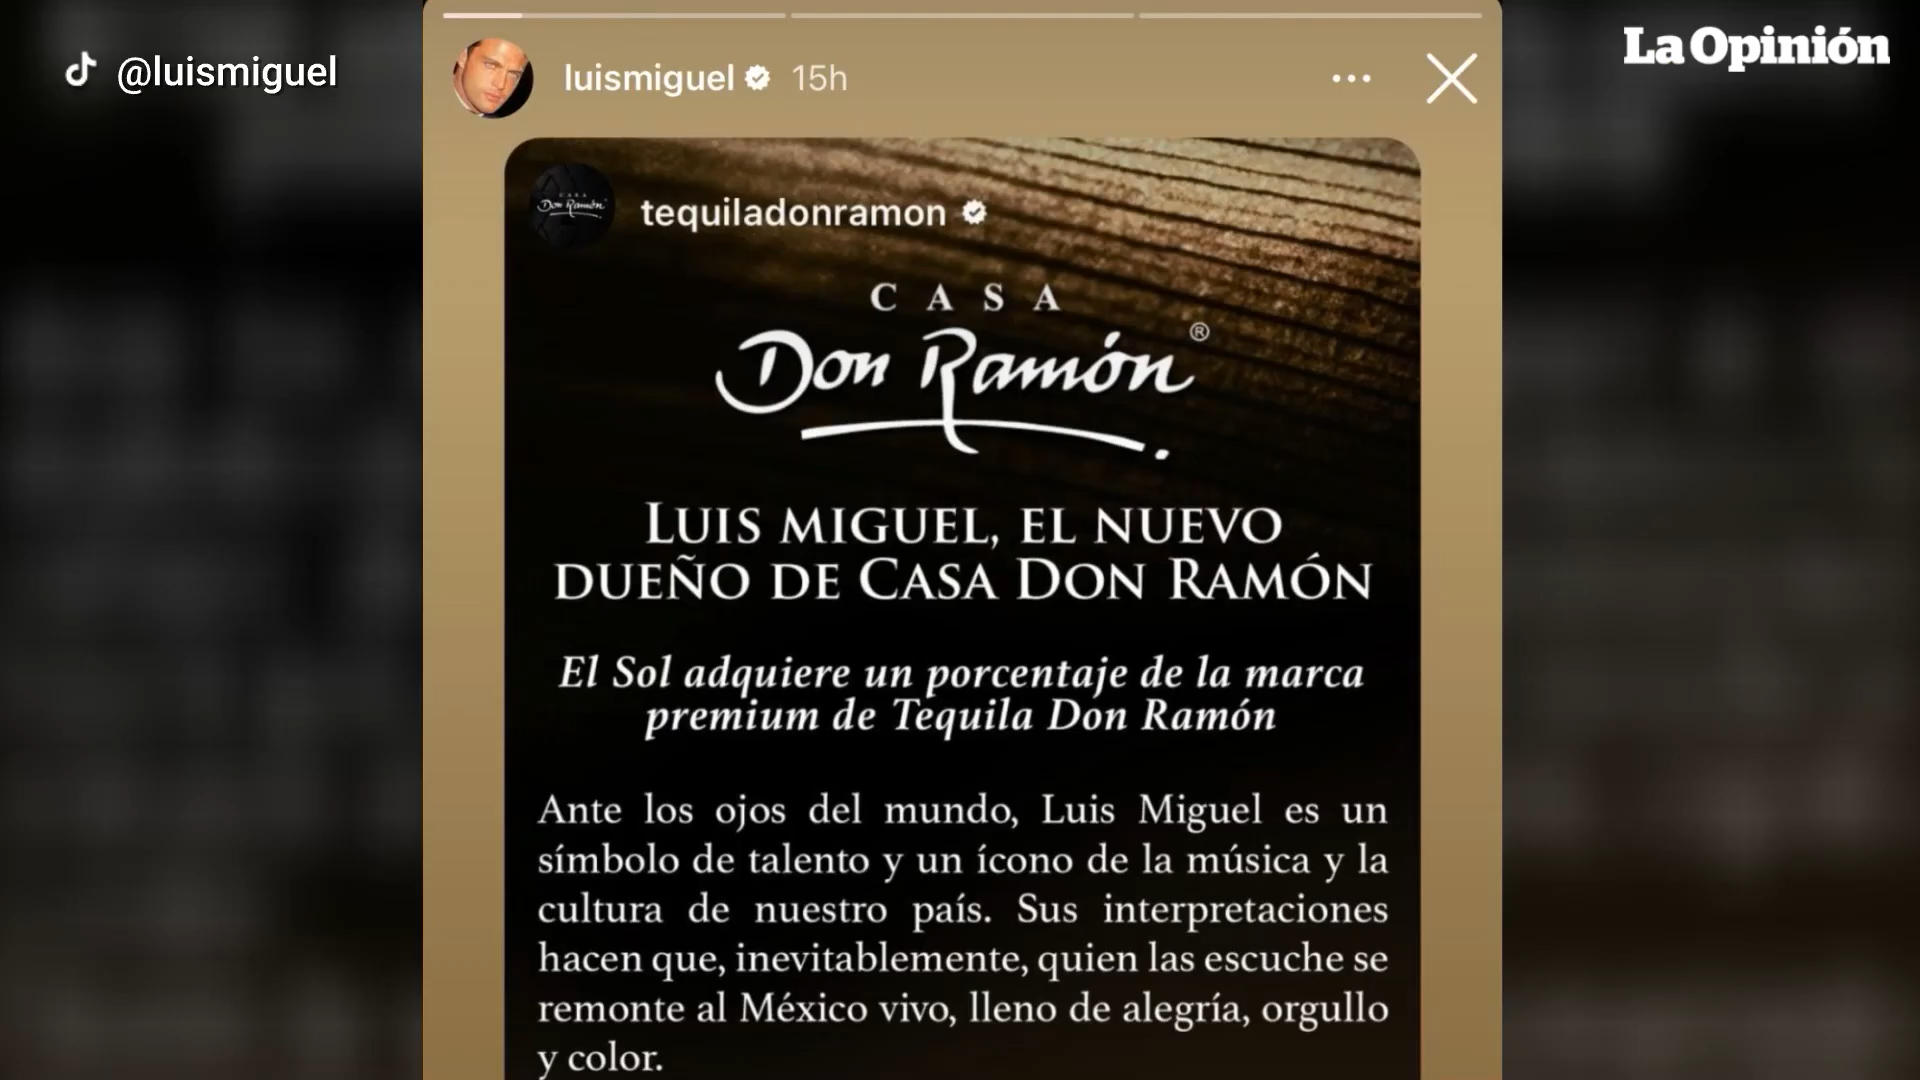 @luismiguel
La Opinión
luismiguel 15h
CASA
Don Ramón
tequiladonramon
CASA
Don Ramón®
LUIS MIGUEL, EL NUEVO
DUEÑO DE CASA DON RAMÓN
El Sol adquiere un porcentaje de la marca
premium de Tequila Don Ramón
Ante los ojos del mundo, Luis Miguel es un
símbolo de talento y un ícono de la música y la
cultura de nuestro país. Sus interpretaciones
hacen que, inevitablemente, quien las escuche se
remonte al México vivo, lleno de alegría, orgullo
y color.